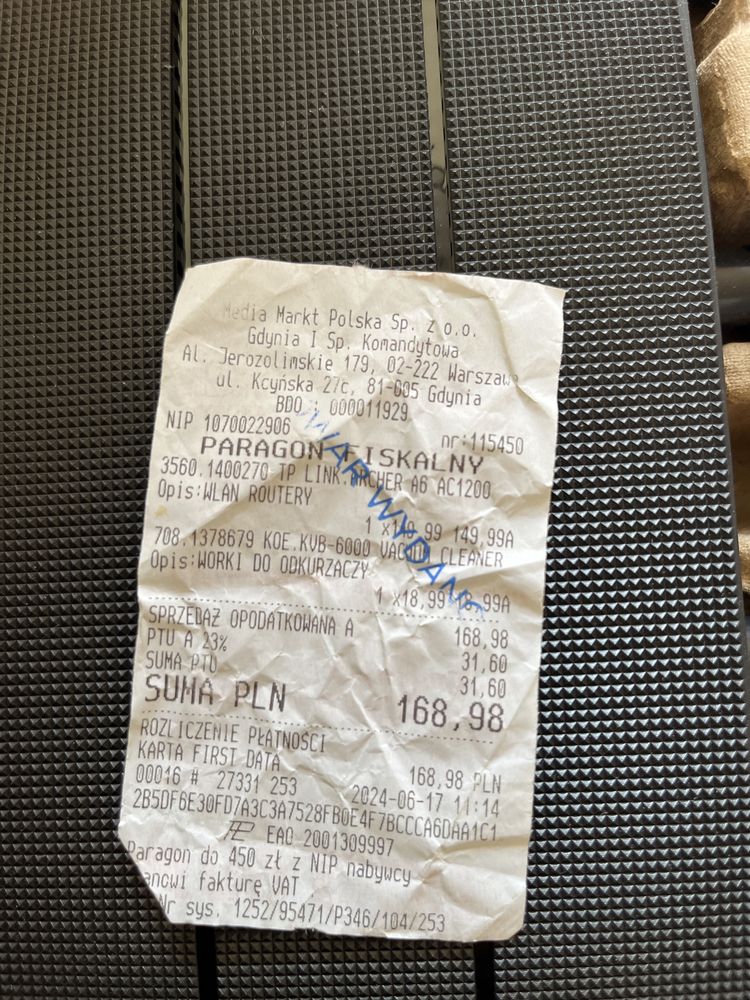 Media Markt Polska Sp. z o.o.
Gdynia I Sp. Komandytowa
Al. Jerozolimskie 179, 02-222 Warszawa
ul. Kcyńska 27c, 81-005 Gdynia
BDO : 000011929
NIP 1070022906 nr:115450
PARAGON FISKALNY
3560.1400270 TP LINK.ARCHER A6 AC1200
Opis:WLAN ROUTERY
1 x149,99 149,99A
708.1378679 KOE.KVB-6000 VACUUM CLEANER
Opis:WORKI DO ODKURZACZY
1 x18,99 18,99A
SPRZEDAŻ OPODATKOWANA A 168,98
PTU A 23% 31,60
SUMA PTU 31,60
SUMA PLN 168,98
ROZLICZENIE PŁATNOŚCI
KARTA FIRST DATA 168,98 PLN
00016 # 27331 253 2024-06-17 11:14
2B5DF6E30FD7A3C3A7528FB0E4F7BCCCA6DAA1C1
EAO 2001309997
Paragon do 450 zł z NIP nabywcy
anowi fakturę VAT
Nr sys. 1252/95471/P346/104/253
TOWAR WYDANO